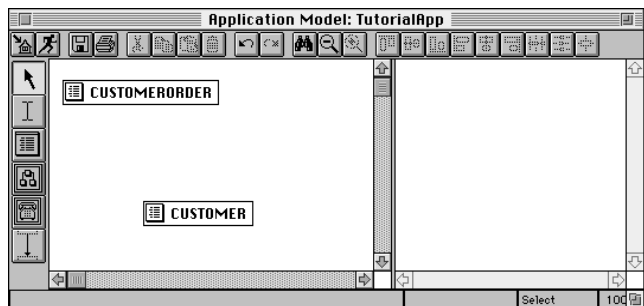 Application Model: TutorialApp
CUSTOMERORDER
CUSTOMER
Select
100